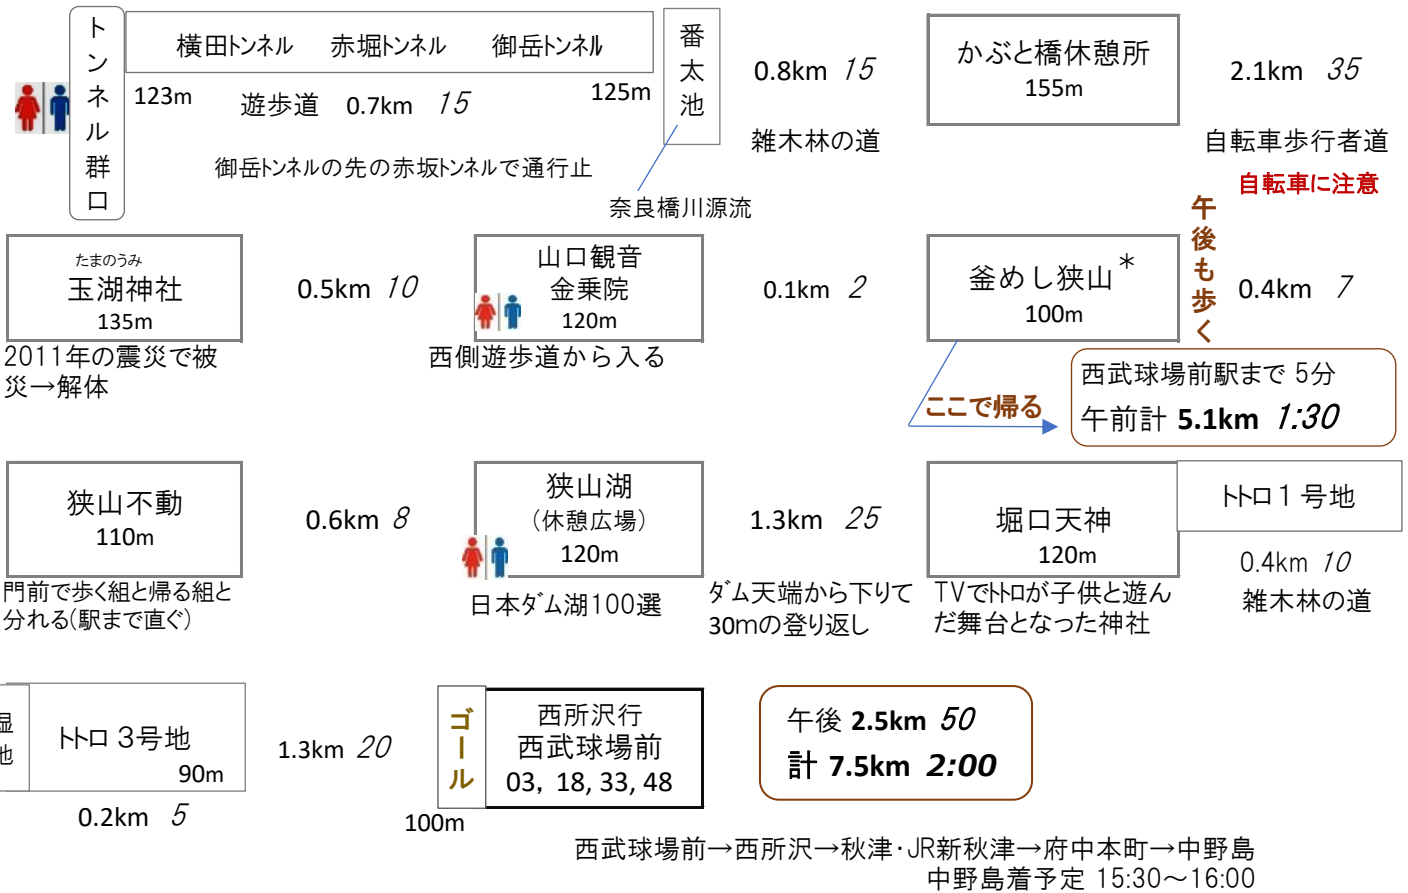 トンネル群口
横田トンネル 赤堀トンネル 御岳トンネル
123m 遊歩道 0.7km 15 125m
御岳トンネルの先の赤坂トンネルで通行止
番太池
奈良橋川源流
0.8km 15
雑木林の道
かぶと橋休憩所
155m
2.1km 35
自転車歩行者道
自転車に注意
たまのうみ
玉湖神社
135m
2011年の震災で被
災→解体
0.5km 10
山口観音
金乗院
120m
西側遊歩道から入る
0.1km 2
釜めし狭山*
100m
午後も歩く
0.4km 7
ここで帰る
西武球場前駅まで 5分
午前計 5.1km 1:30
狭山不動
110m
門前で歩く組と帰る組と
分れる(駅まで直ぐ)
0.6km 8
狭山湖
(休憩広場)
120m
日本ダム湖100選
1.3km 25
ダム天端から下りて
30mの登り返し
堀口天神
120m
TVでトトロが子供と遊ん
だ舞台となった神社
トトロ1号地
0.4km 10
雑木林の道
湿地
トトロ 3号地
90m
0.2km 5
1.3km 20
ゴール
西所沢行
西武球場前
03, 18, 33, 48
100m
午後 2.5km 50
計 7.5km 2:00
西武球場前→西所沢→秋津・JR新秋津→府中本町→中野島
中野島着予定 15:30～16:00